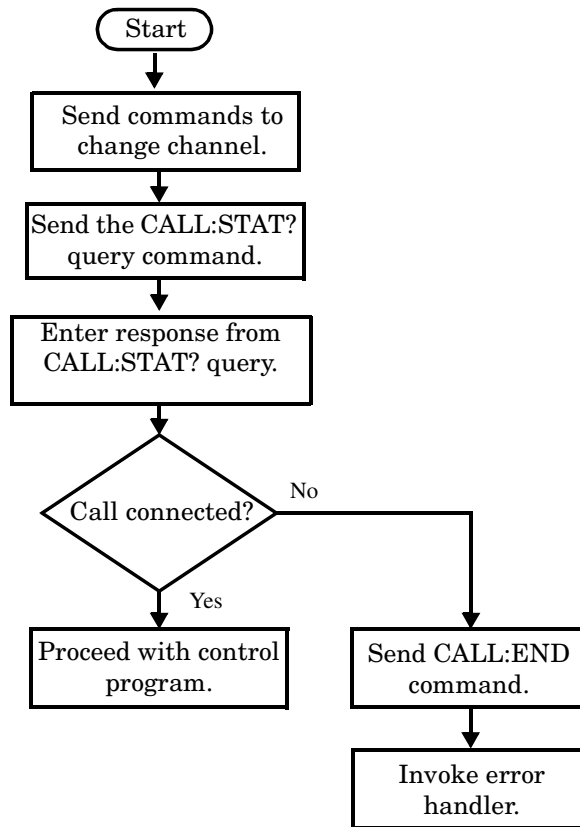 Start
Send commands to
change channel.
Send the CALL:STAT?
query command.
Enter response from
CALL:STAT? query.
Call connected?
No
Yes
Proceed with control
program.
Send CALL:END
command.
Invoke error
handler.